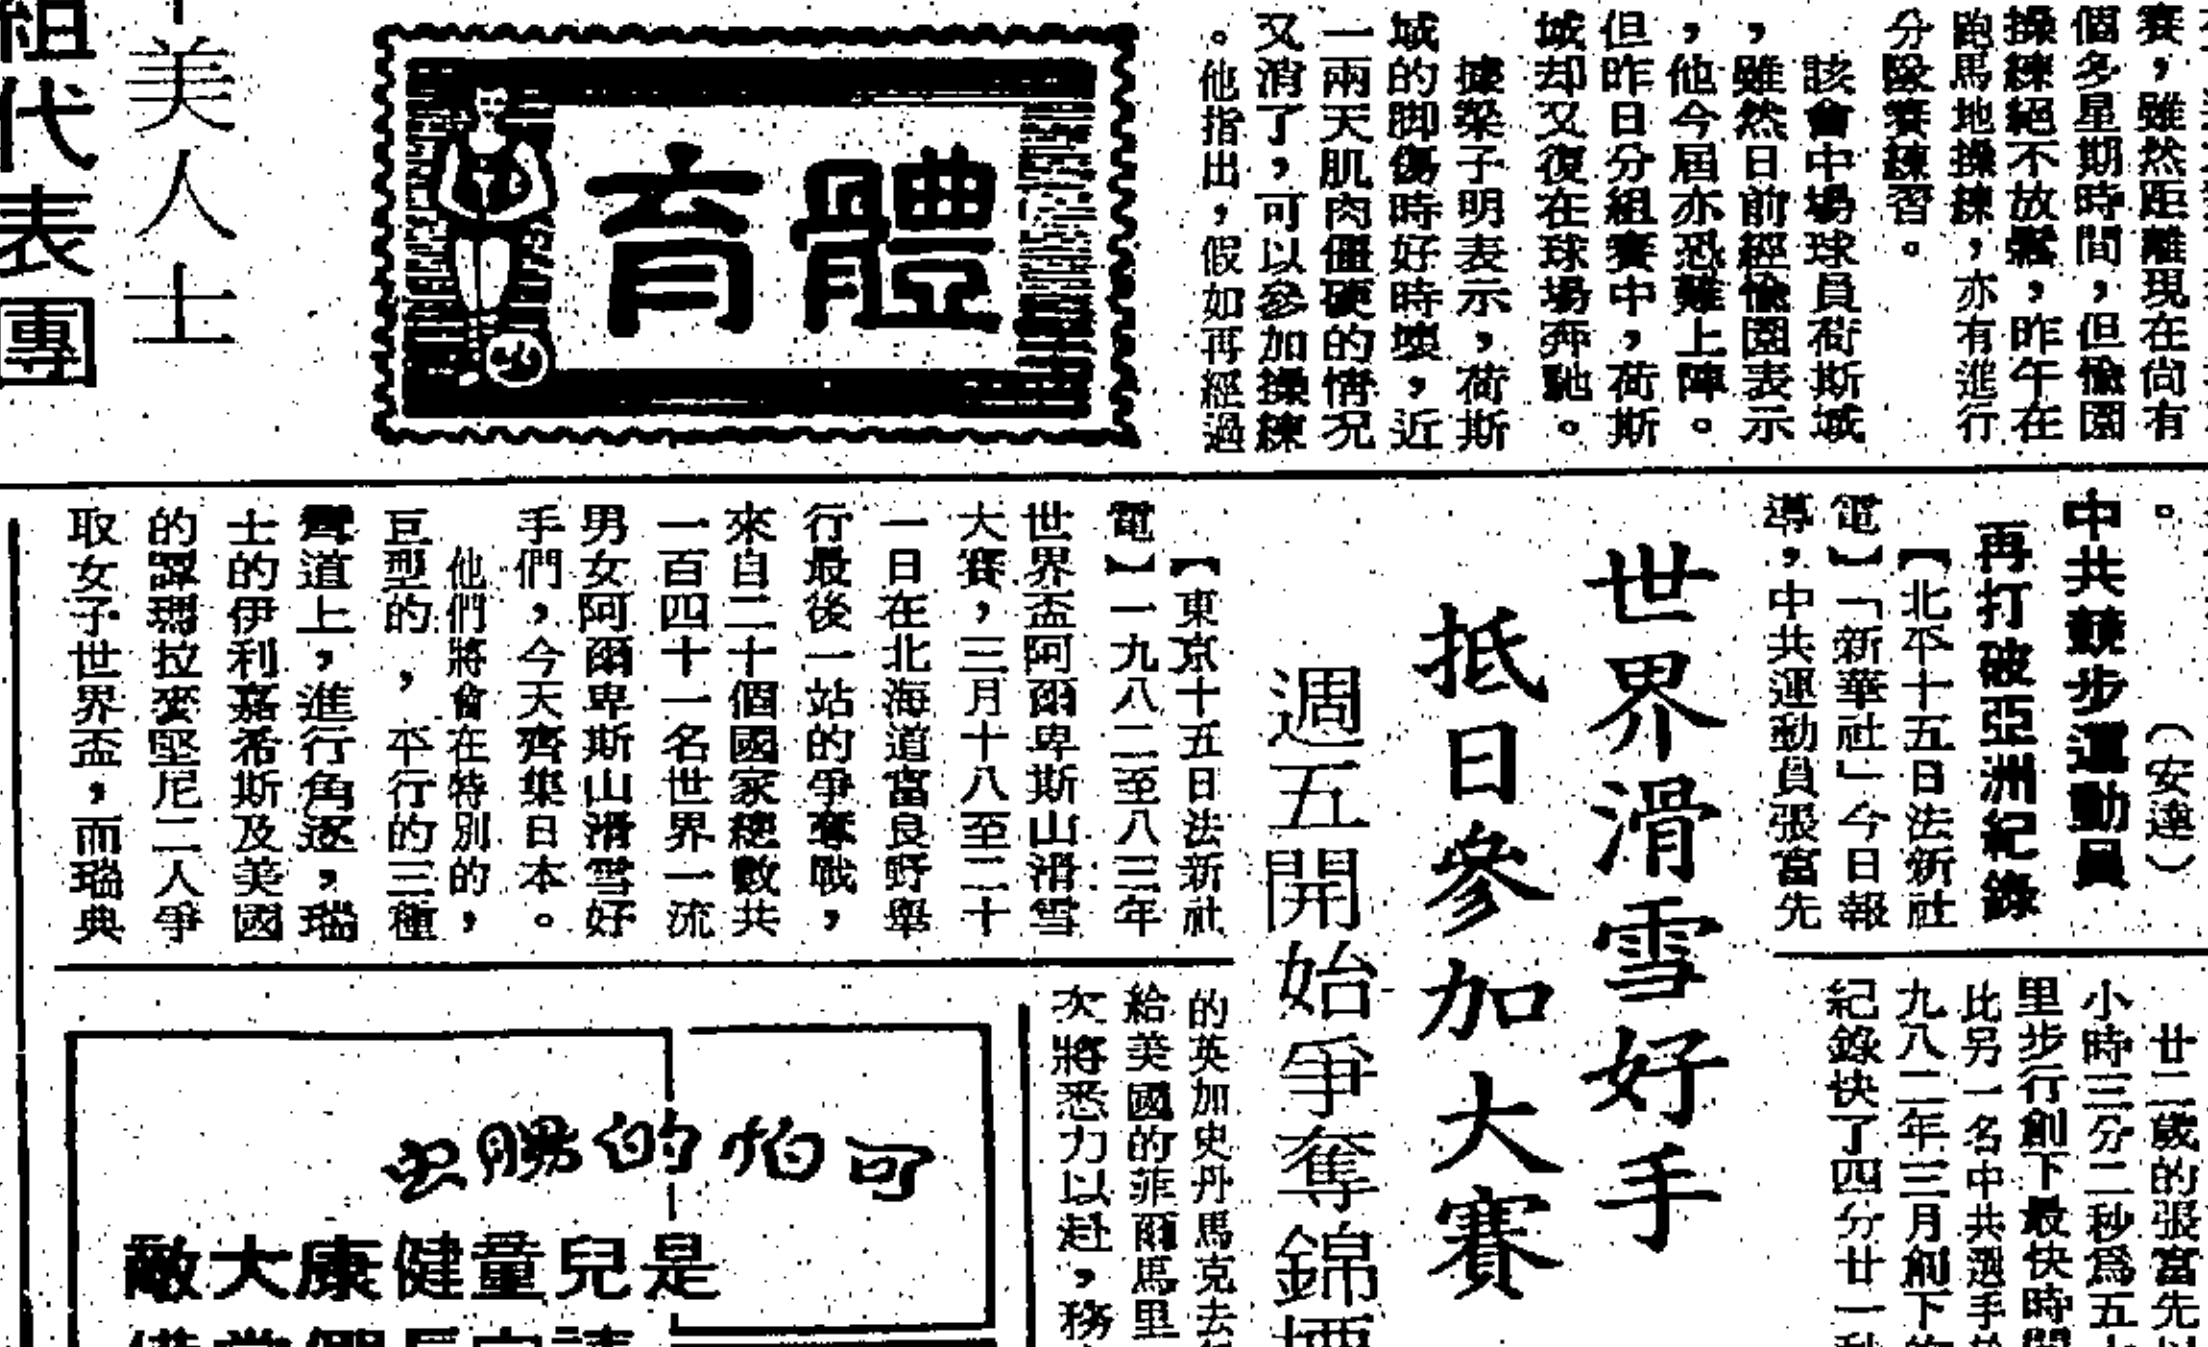 賽，雖然距離現在尚有
個多星期時間，但愉園
操練絕不放鬆，昨午在
跑馬地操練，亦有進行
分隊賽練習。
該會中場球員荷斯域
，雖然日前經愉園表示
，他今屆亦恐難上陣。
但昨日分組賽中，荷斯
域却又復在球場奔馳。
據黎子明表示，荷斯
域的脚傷時好時壞，近
一兩天肌肉僵硬的情況
又消了，可以參加操練
。他指出，假如再經過
體育
美人士
組代表團
。
（安達）
中共競步運動員
再打破亞洲紀錄
【北平十五日法新社
電】「新華社」今日報
導，中共運動員張富先
廿二歲的張富先以
小時三分二秒爲五十
里步行創下最快時間
比另一名中共選手於
九八二年三月創下的
紀錄快了四分廿一秒
世界滑雪好手
抵日參加大賽
週五開始爭奪錦標
【東京十五日法新社
電】一九八二至八三年
世界盃阿爾卑斯山滑雪
大賽，三月十八至二十
一日在北海道富良野舉
行最後一站的爭奪戰，
來自二十個國家總數共
一百四十一名世界一流
男女阿爾卑斯山滑雪好
手們，今天齊集日本。
他們將會在特別的，
巨型的，平行的三種
彎道上，進行角逐，瑞
士的伊利嘉希斯及美國
的譚瑪拉麥堅尼二人爭
取女子世界盃，而瑞典
的英加史丹馬克去
給美國的菲爾馬里
次將悉力以赴，務
可怕的腸虫
是兒童健康大敵